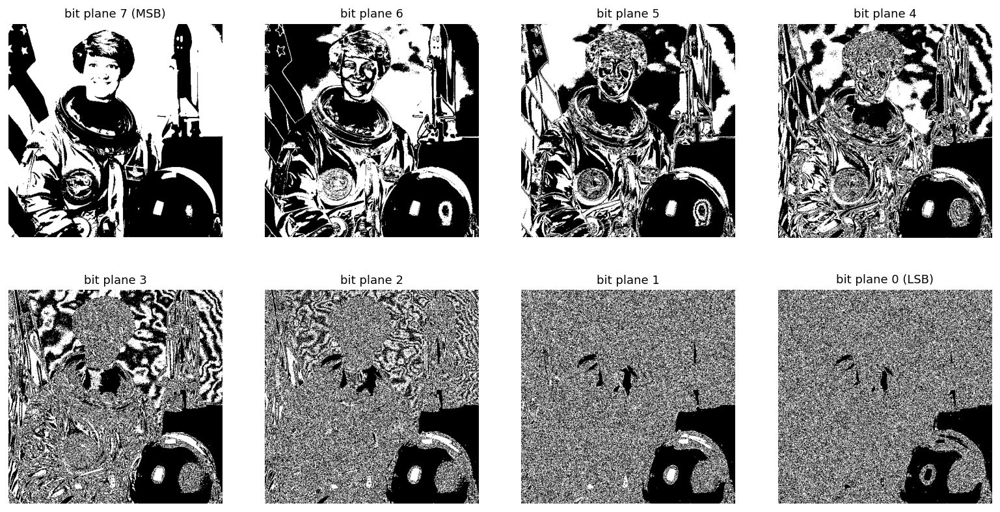 bit plane 7 (MSB)
bit plane 6
bit plane 5
bit plane 4
bit plane 3
bit plane 2
bit plane 1
bit plane 0 (LSB)